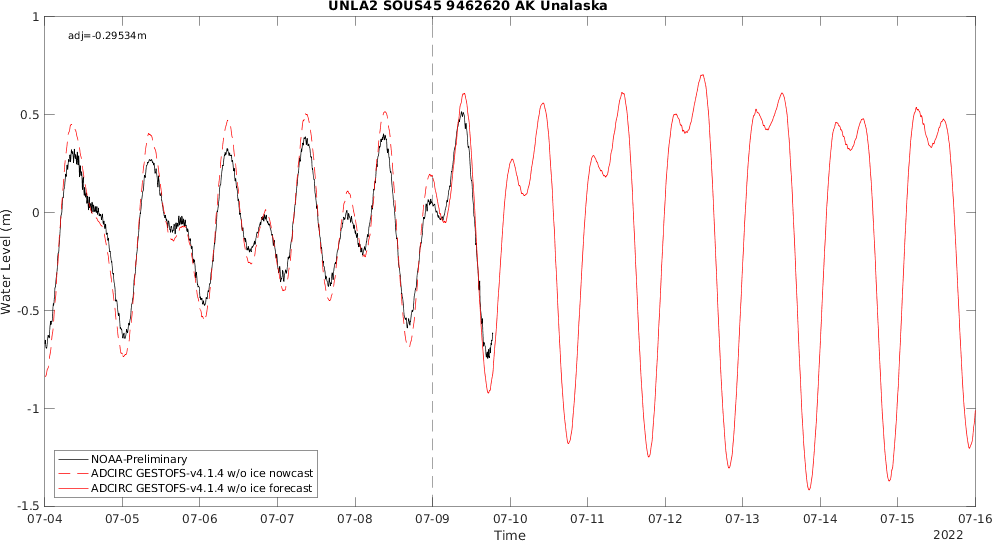 UNLA2 SOUS45 9462620 AK Unalaska
adj=-0.29534m
1
0.5
0
-0.5
-1
-1.5
Water Level (m)
NOAA-Preliminary
ADCIRC GESTOFS-v4.1.4 w/o ice nowcast
ADCIRC GESTOFS-v4.1.4 w/o ice forecast
07-04 07-05 07-06 07-07 07-08 07-09 07-10 07-11 07-12 07-13 07-14 07-15 07-16
Time
2022